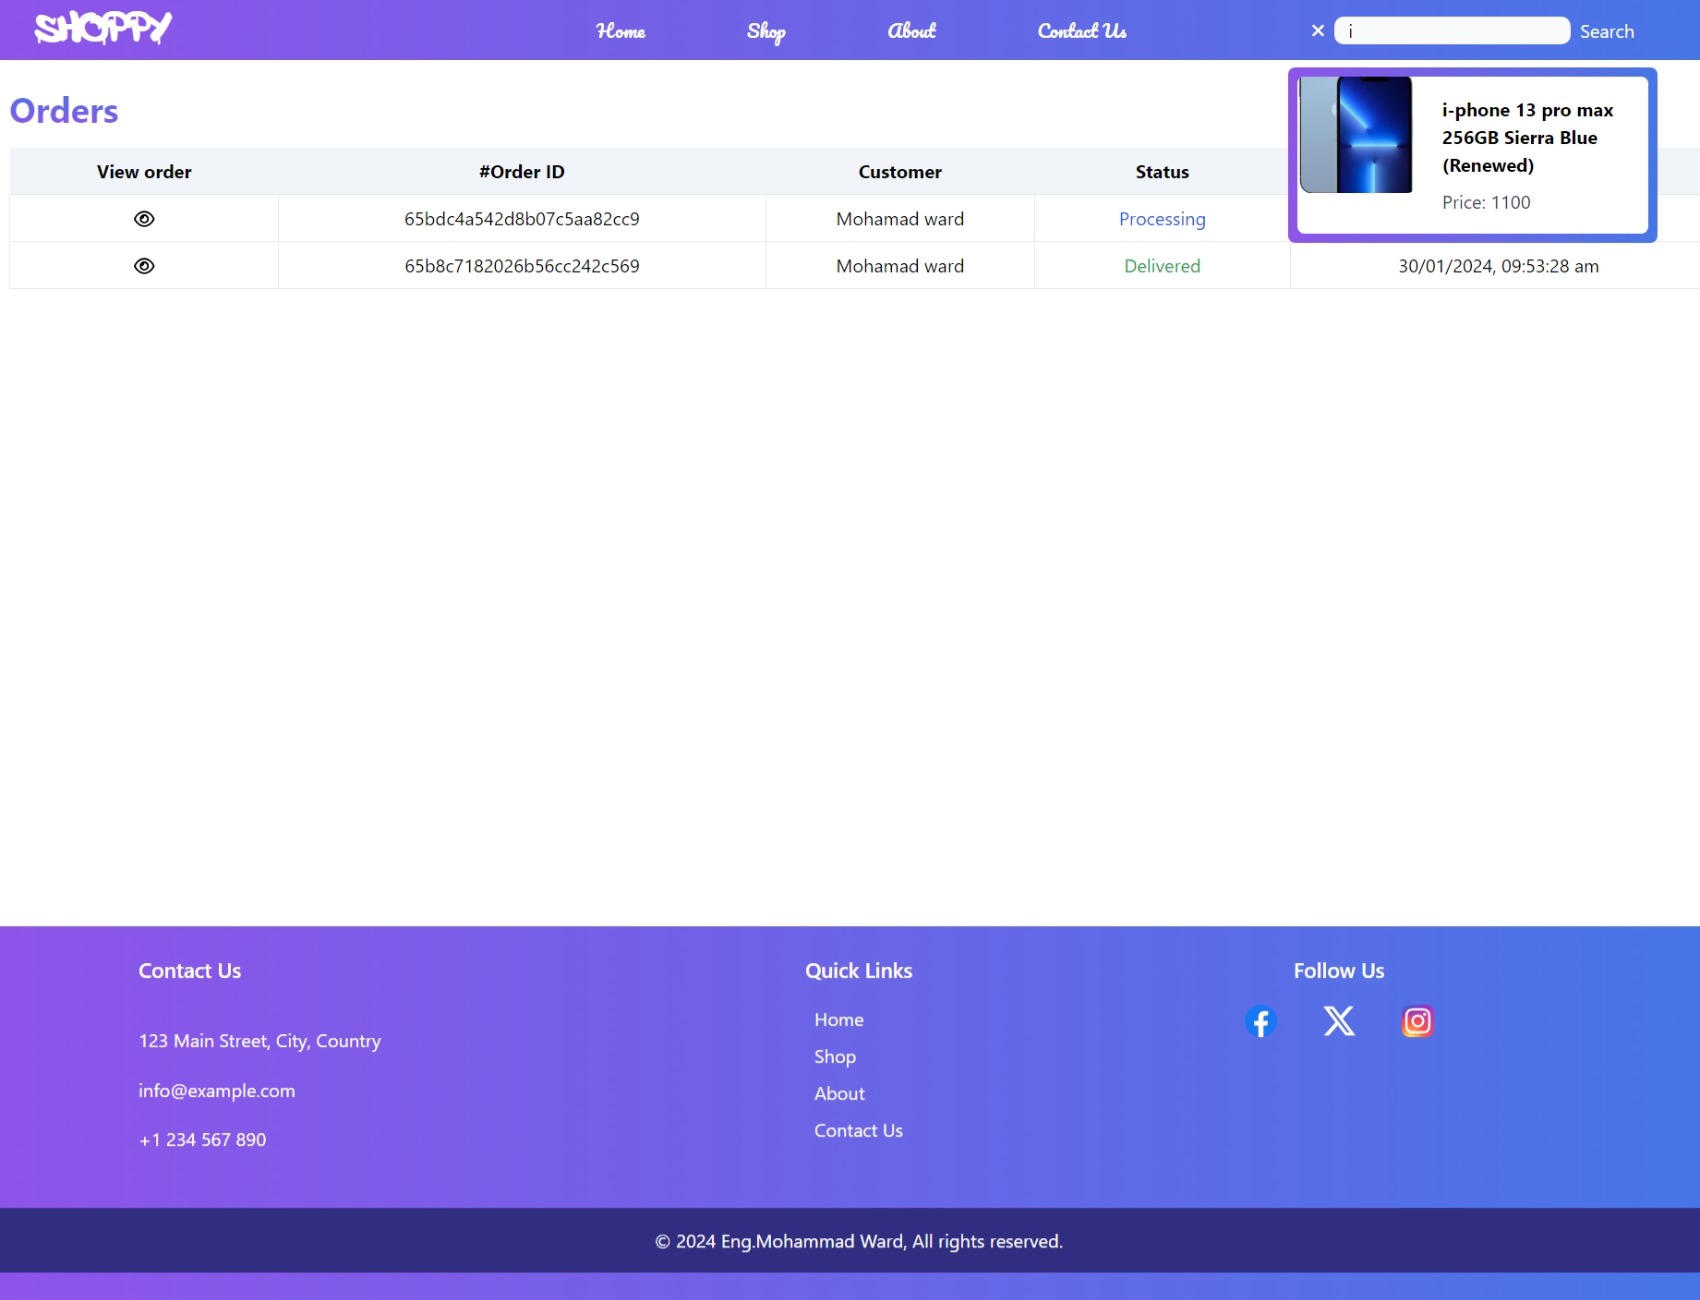 SHOPPY
Home Shop About Contact Us
✕ i Search
Orders
i-phone 13 pro max
256GB Sierra Blue
(Renewed)
Price: 1100
View order #Order ID Customer Status
65bdc4a542d8b07c5aa82cc9 Mohamad ward Processing
65b8c7182026b56cc242c569 Mohamad ward Delivered 30/01/2024, 09:53:28 am
Contact Us
123 Main Street, City, Country
info@example.com
+1 234 567 890
Quick Links
Home
Shop
About
Contact Us
Follow Us
© 2024 Eng.Mohammad Ward, All rights reserved.